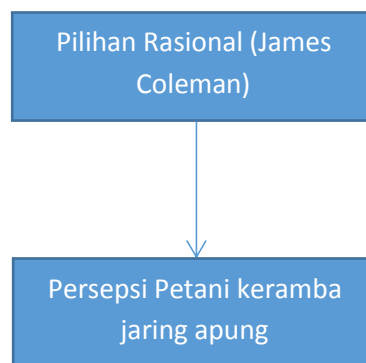 Pilihan Rasional (James
Coleman)
Persepsi Petani keramba
jaring apung